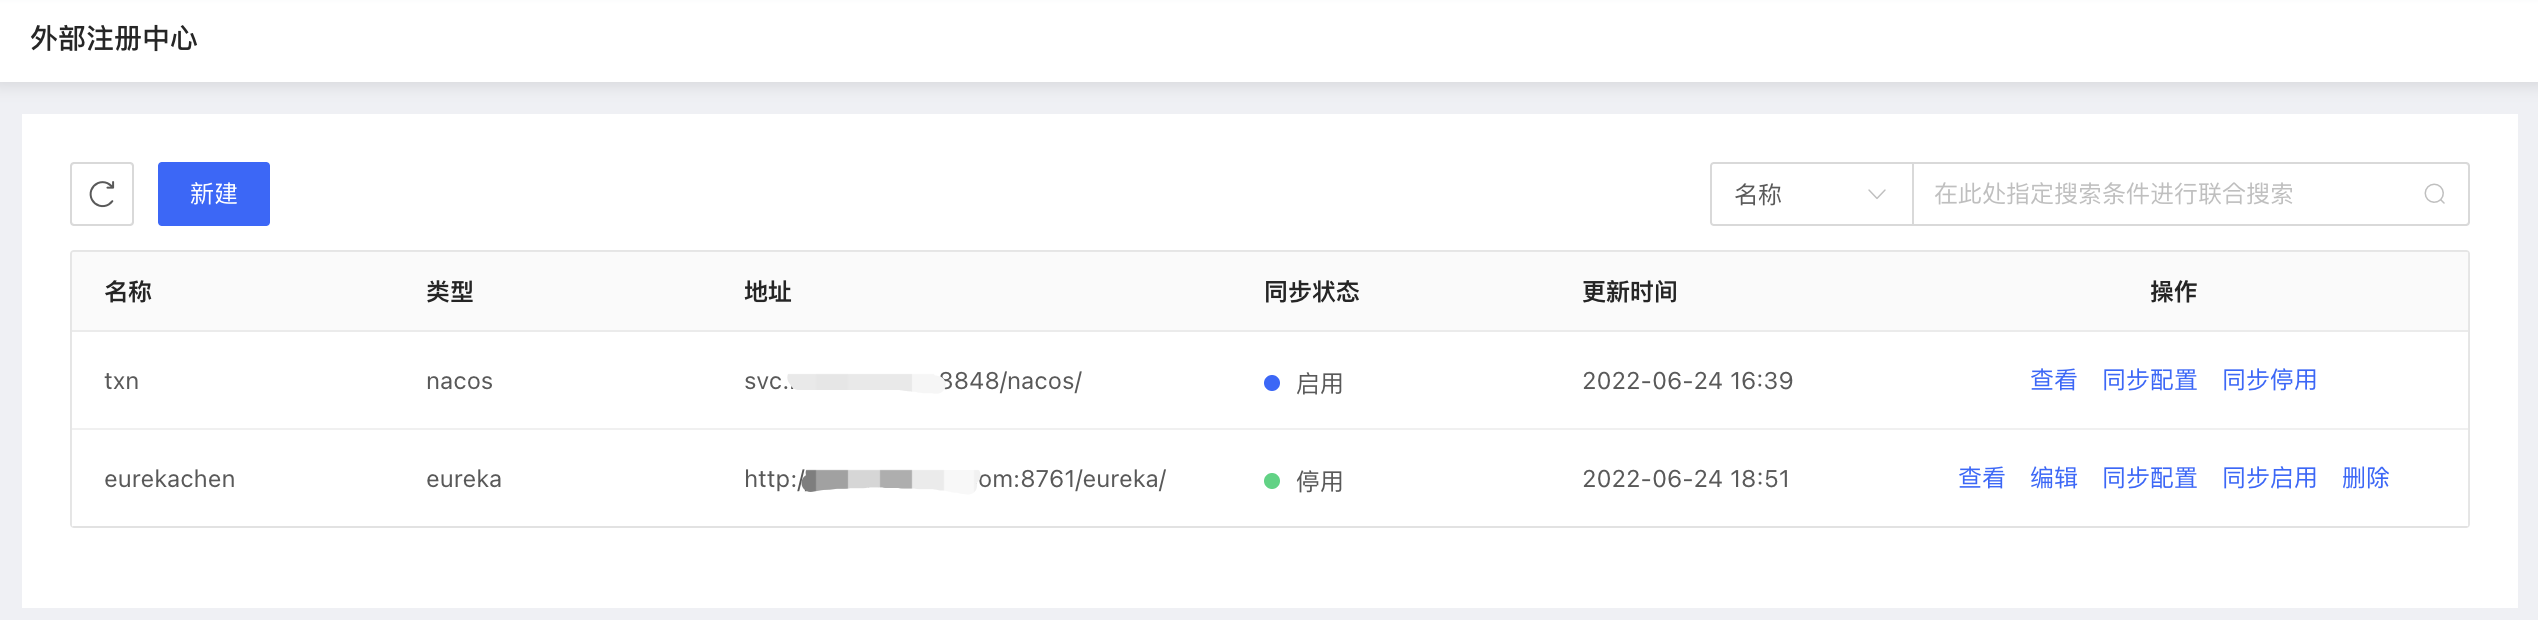 外部注册中心
新建
名称 在此处指定搜索条件进行联合搜索
名称 类型 地址 同步状态 更新时间 操作
txn nacos svc. 8848/nacos/ 启用 2022-06-24 16:39 查看 同步配置 同步停用
eurekachen eureka http:/ om:8761/eureka/ 停用 2022-06-24 18:51 查看 编辑 同步配置 同步启用 删除